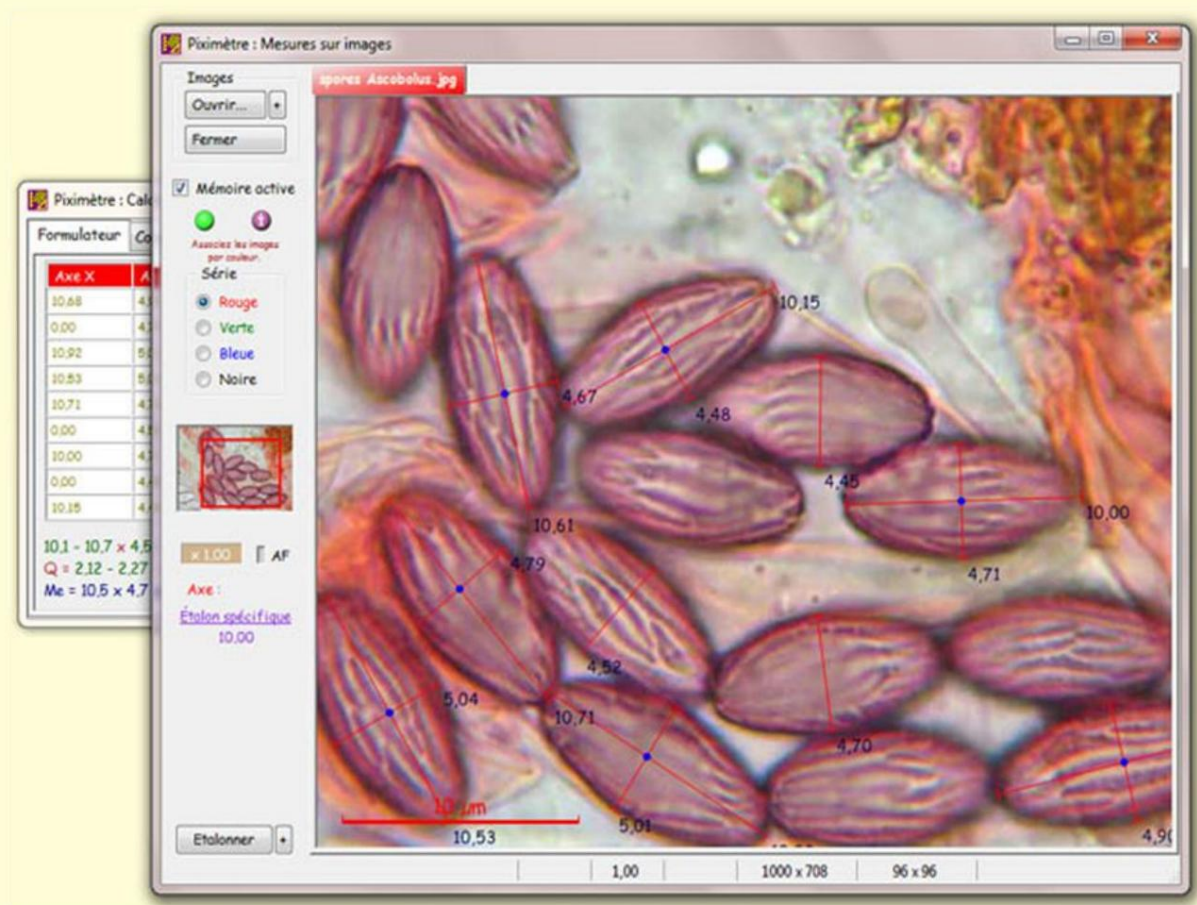 Piximètre : Mesures sur images
Images
Ouvrir...
+
Fermer
Mémoire active
Associez les images
par couleur.
Série
Rouge
Verte
Bleue
Noire
x 1,00
AF
Axe :
Étalon spécifique
10,00
Etalonner
+
spores Ascobolus.jpg
10,15
4,67
4,48
4,45
10,61
10,00
4,79
4,71
4,52
5,04
10,71
4,70
10 µm
10,53
5,01
4,90
1,00
1000 x 708
96 x 96
Piximètre : Calc
Formulateur
Co
Axe X
A
10,68
0,00
10,92
10,53
10,71
0,00
10,00
0,00
10,15
10,1 - 10,7 x 4,5
Q = 2,12 - 2,27
Me = 10,5 x 4,7